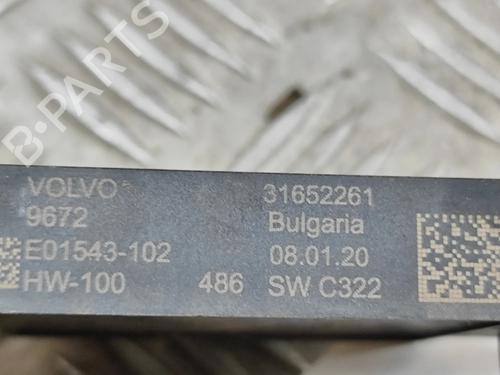 B-PARTS
VOLVO 31652261
9672 Bulgaria
E01543-102 08.01.20
HW-100 486 SW C322